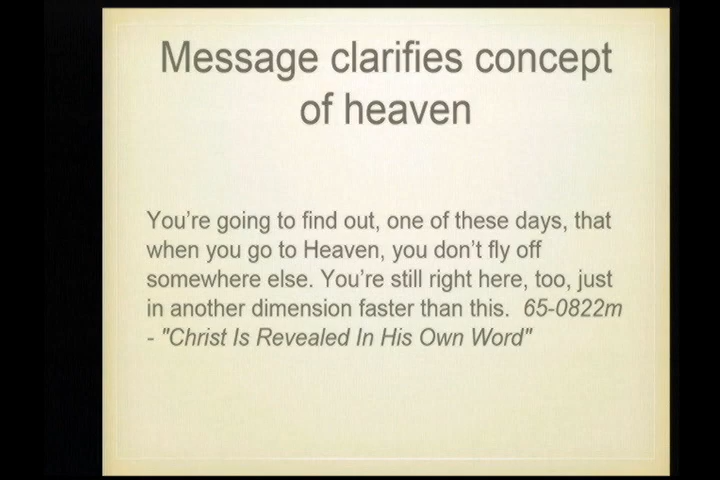 Message clarifies concept
of heaven
You're going to find out, one of these days, that
when you go to Heaven, you don't fly off
somewhere else. You're still right here, too, just
in another dimension faster than this.  65-0822m
- "Christ Is Revealed In His Own Word"